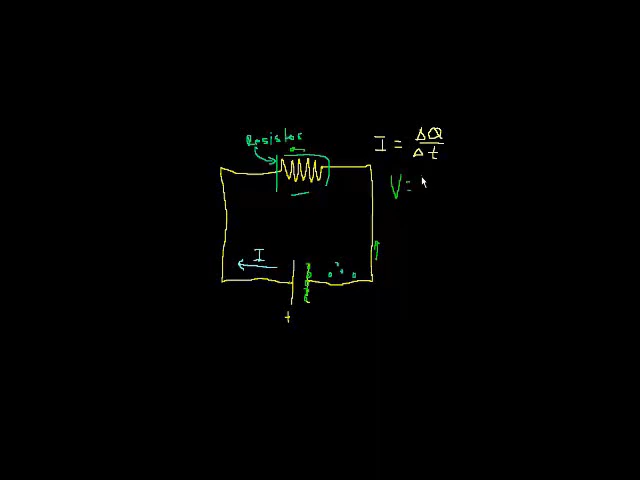 Resistor
I = ΔQ / Δt
V =
I
+